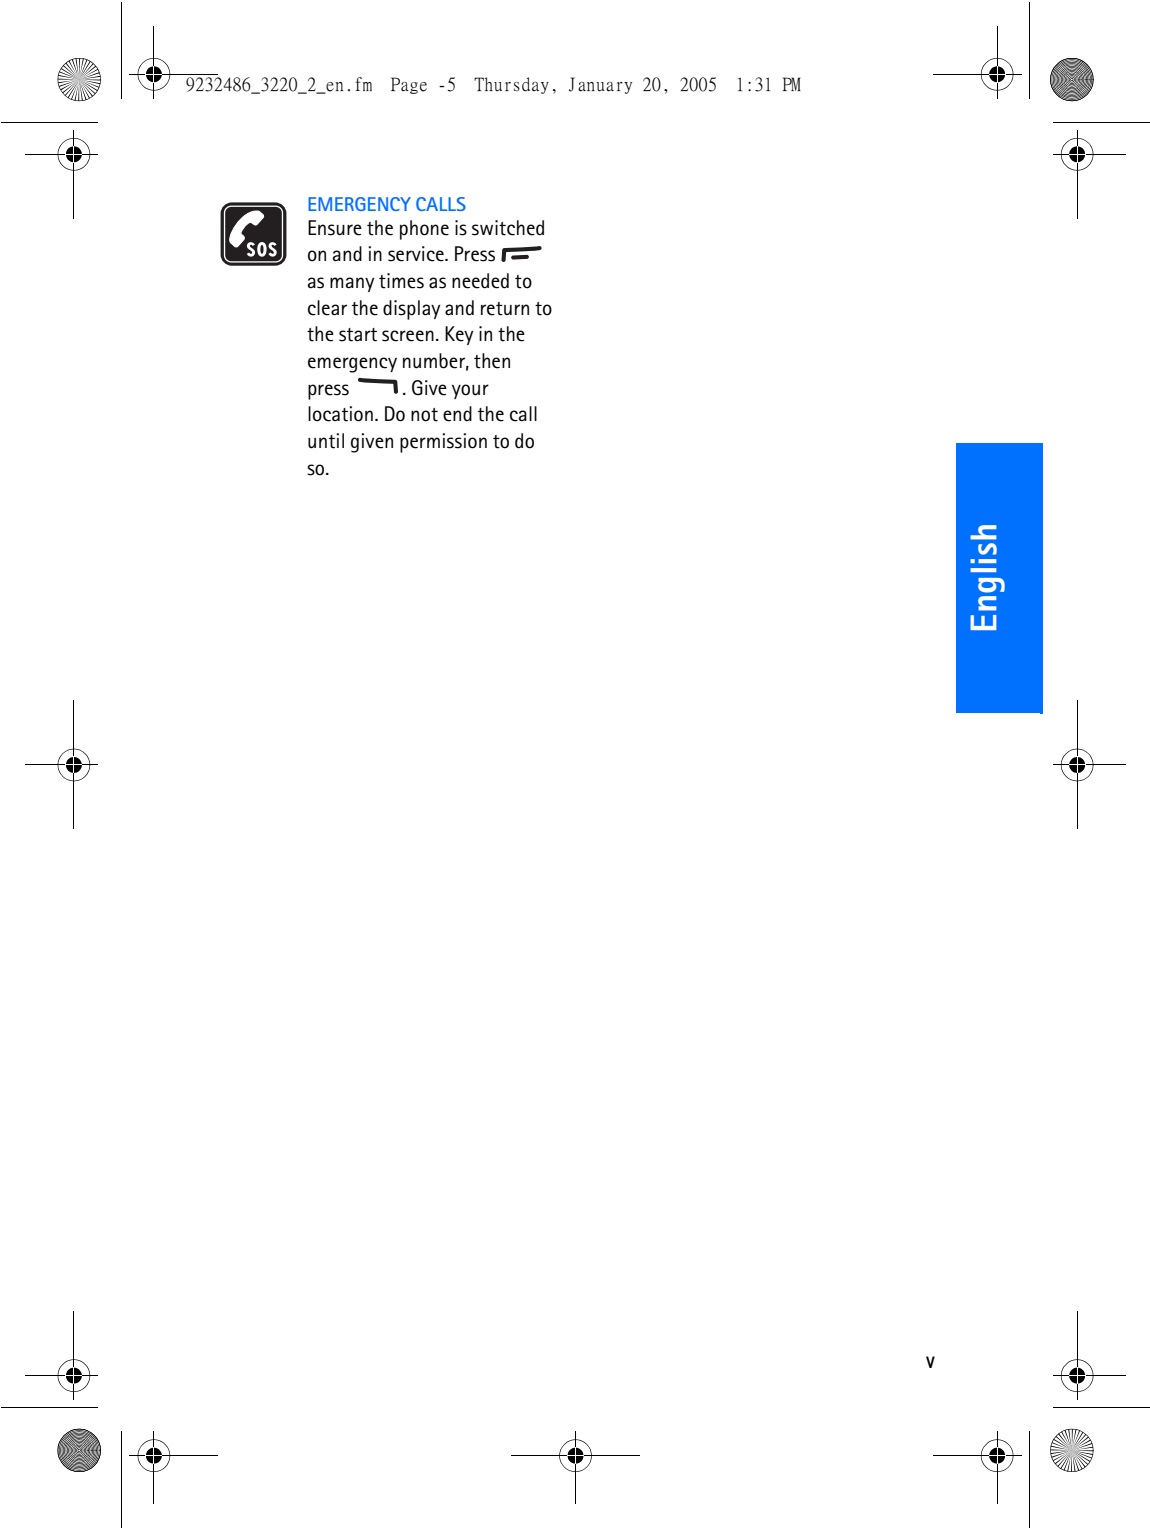 9232486_3220_2_en.fm Page -5 Thursday, January 20, 2005 1:31 PM
SOS
EMERGENCY CALLS
Ensure the phone is switched
on and in service. Press
as many times as needed to
clear the display and return to
the start screen. Key in the
emergency number, then
press . Give your
location. Do not end the call
until given permission to do
so.
English
v